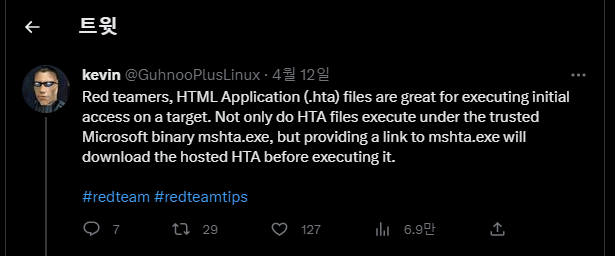 트윗
kevin @GuhnooPlusLinux · 4월 12일
Red teamers, HTML Application (.hta) files are great for executing initial
access on a target. Not only do HTA files execute under the trusted
Microsoft binary mshta.exe, but providing a link to mshta.exe will
download the hosted HTA before executing it.
#redteam #redteamtips
7 29 127 6.9만